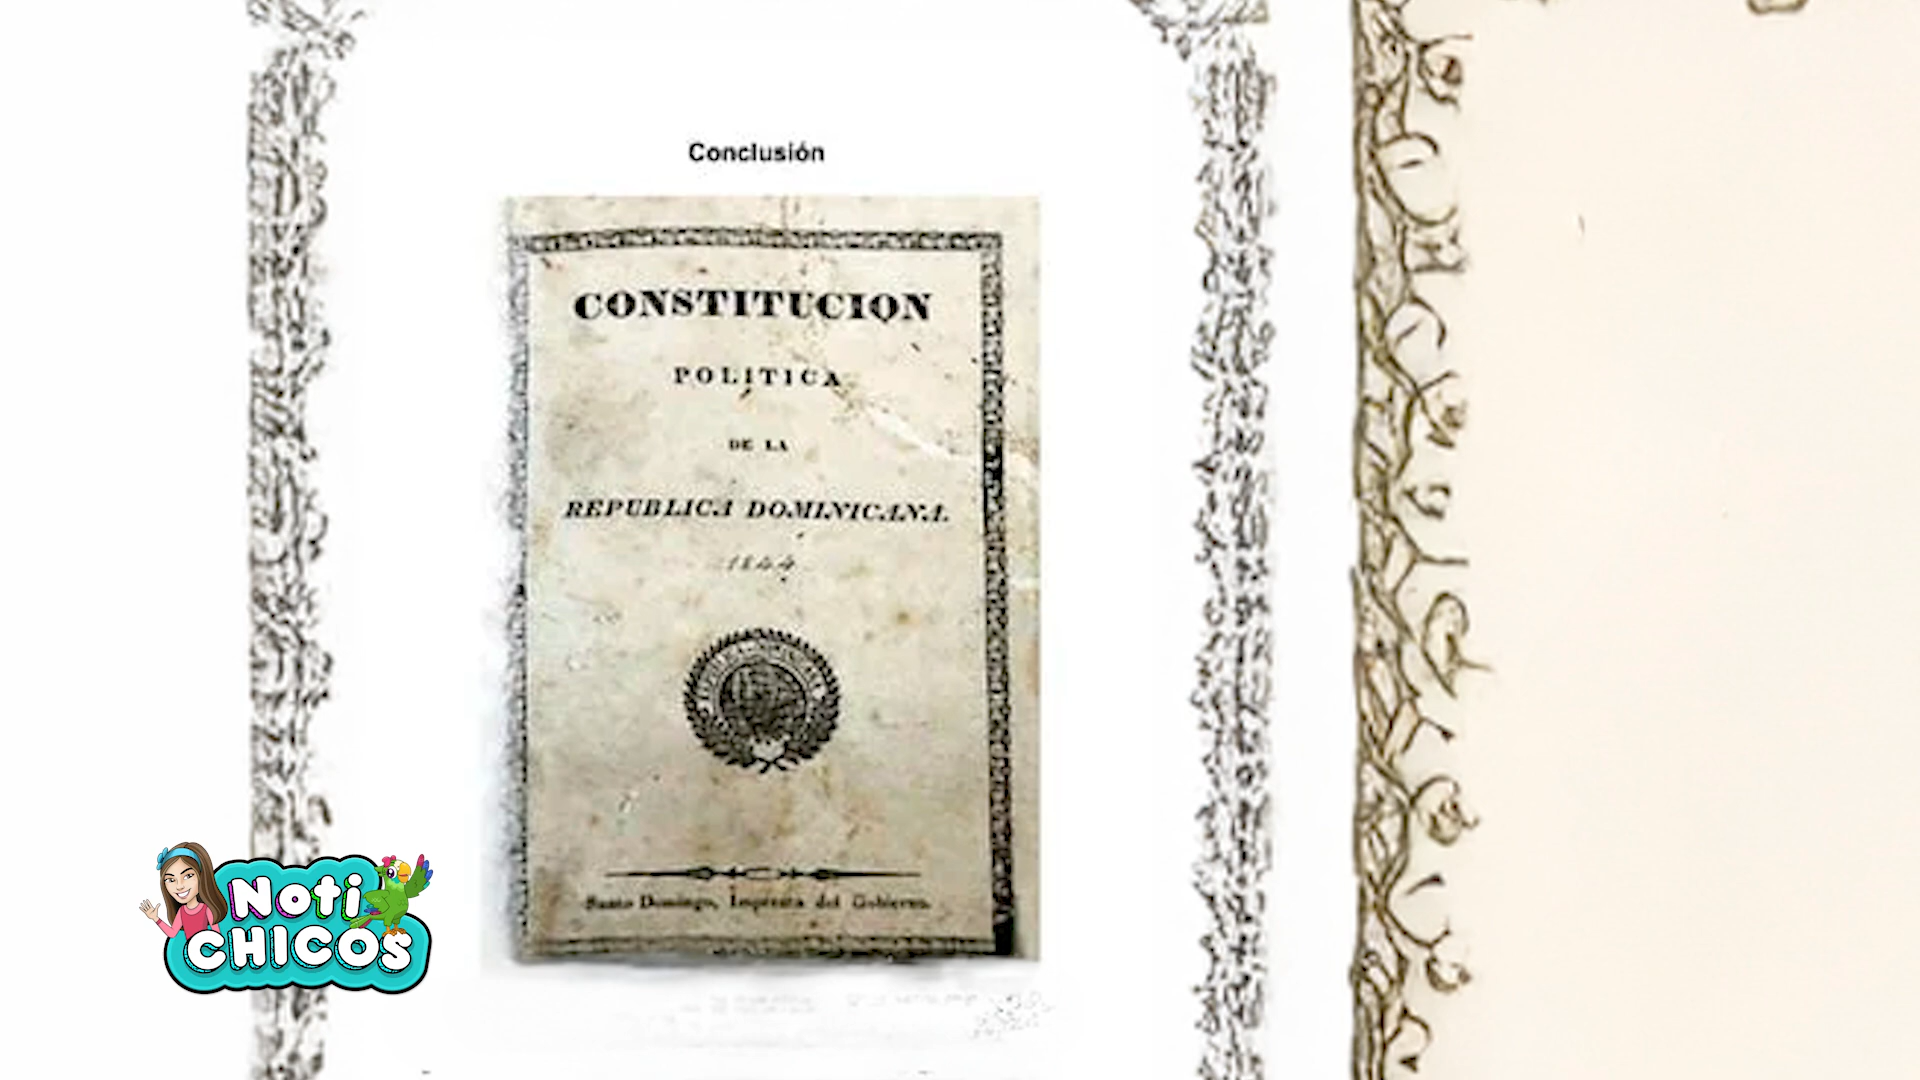 Conclusión
CONSTITUCION
POLITICA
DE LA
REPUBLICA DOMINICANA.
1844
Santo Domingo, Imprenta del Gobierno.
Noti
CHICOS